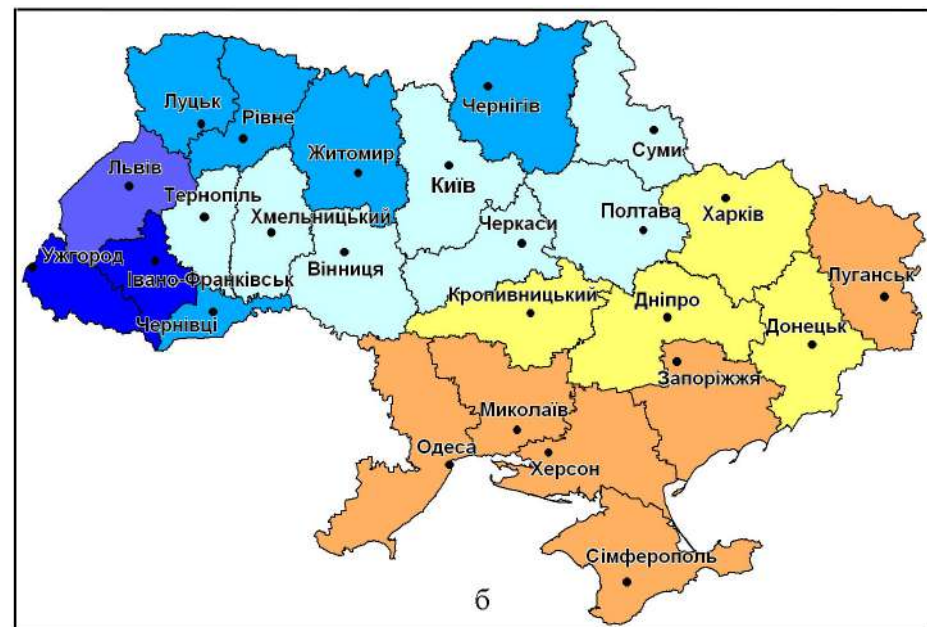 Луцьк
Рівне
Чернігів
Житомир
Суми
Львів
Київ
Тернопіль
Хмельницький
Черкаси
Полтава
Харків
Ужгород
Івано-Франківськ
Вінниця
Луганськ
Кропивницький
Дніпро
Чернівці
Донецьк
Запоріжжя
Миколаїв
Одеса
Херсон
Сімферополь
б